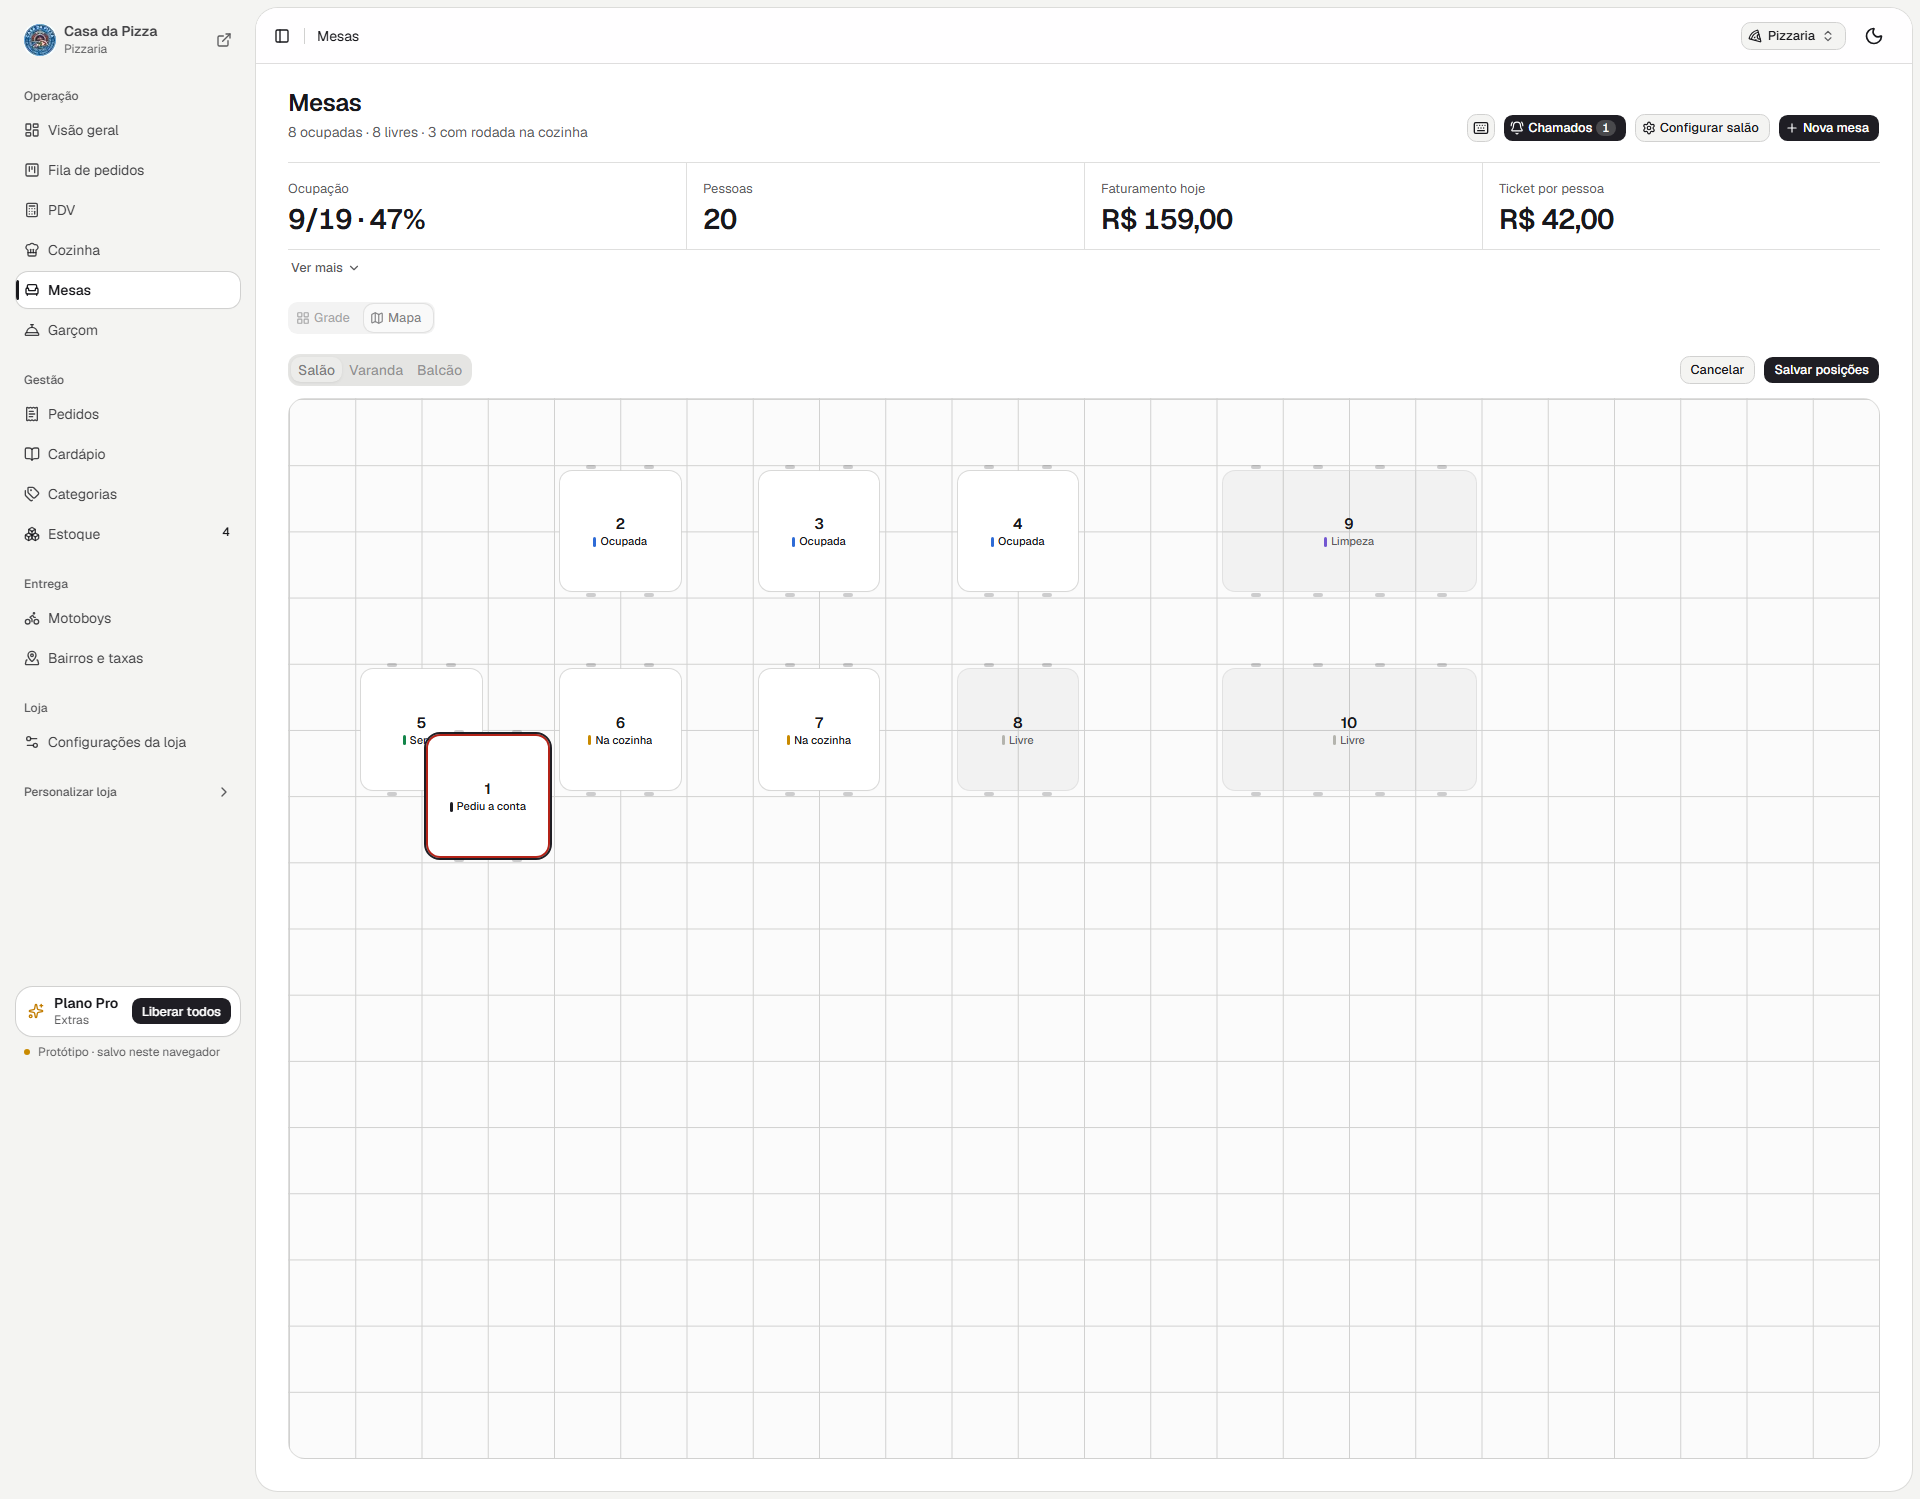 Casa da Pizza
Pizzaria
Operação
Visão geral
Fila de pedidos
PDV
Cozinha
Mesas
Garçom
Gestão
Pedidos
Cardápio
Categorias
Estoque 4
Entrega
Motoboys
Bairros e taxas
Loja
Configurações da loja
Personalizar loja
Plano Pro
Extras
Liberar todos
Protótipo · salvo neste navegador
Mesas
Pizzaria
Mesas
8 ocupadas · 8 livres · 3 com rodada na cozinha
Chamados 1
Configurar salão
Nova mesa
Ocupação
9/19 · 47%
Pessoas
20
Faturamento hoje
R$ 159,00
Ticket por pessoa
R$ 42,00
Ver mais
Grade Mapa
Salão Varanda Balcão
Cancelar
Salvar posições
2
Ocupada
3
Ocupada
4
Ocupada
9
Limpeza
5
6
Na cozinha
7
Na cozinha
8
Livre
10
Livre
1
Pediu a conta